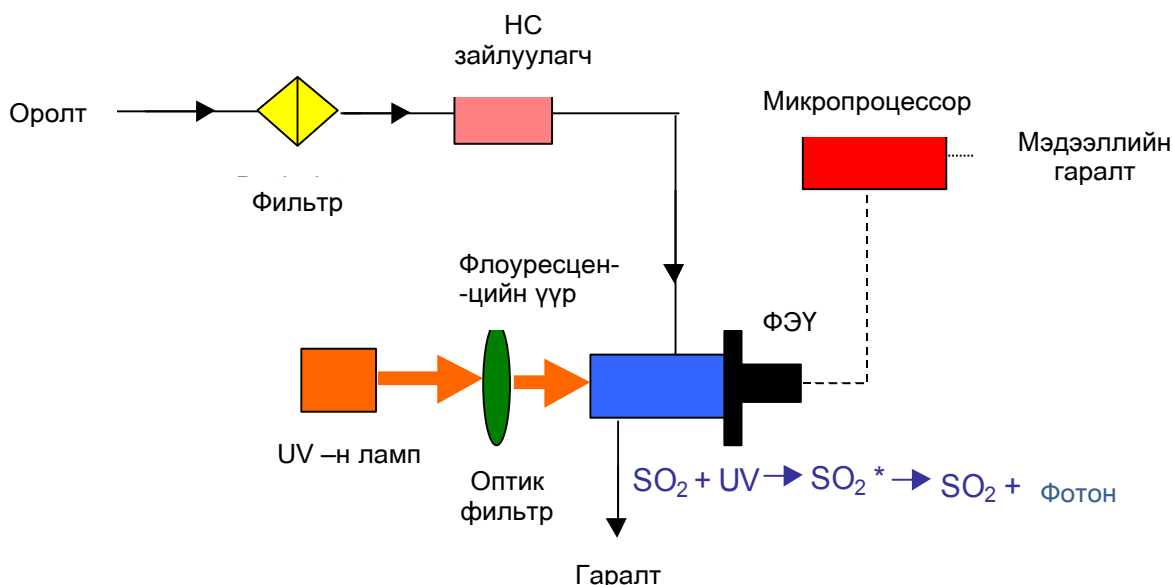 НС
зайлуулагч
Оролт
Фильтр
Микропроцессор
Мэдээллийн
гаралт
Флоуресцен-
-цийн үүр
ФЭҮ
UV –н ламп
Оптик
фильтр
SO₂ + UV → SO₂ * → SO₂ + Фотон
Гаралт